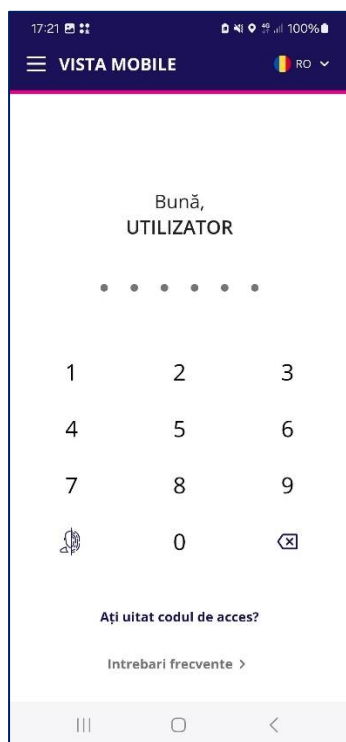 17:21 100%
VISTA MOBILE RO
Bună,
UTILIZATOR
1 2 3
4 5 6
7 8 9
0
Ați uitat codul de acces?
Intrebari frecvente >